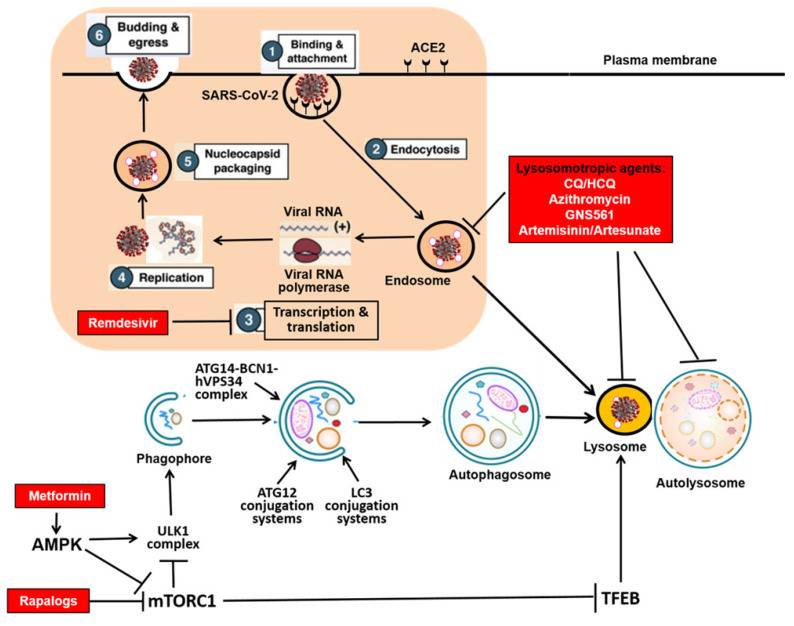 6
Budding &
egress
1
Binding &
attachment
ACE2
Plasma membrane
SARS-CoV-2
2
Endocytosis
5
Nucleocapsid
packaging
Lysosomotropic agents:
CQ/HCQ
Azithromycin
GNS561
Artemisinin/Artesunate
Viral RNA
(+)
Viral RNA
polymerase
Endosome
4
Replication
Remdesivir
3
Transcription &
translation
ATG14-BCN1-
hVPS34
complex
Phagophore
ATG12
conjugation
systems
LC3
conjugation
systems
Autophagosome
Lysosome
Autolysosome
Metformin
AMPK
ULK1
complex
Rapalogs
mTORC1
TFEB